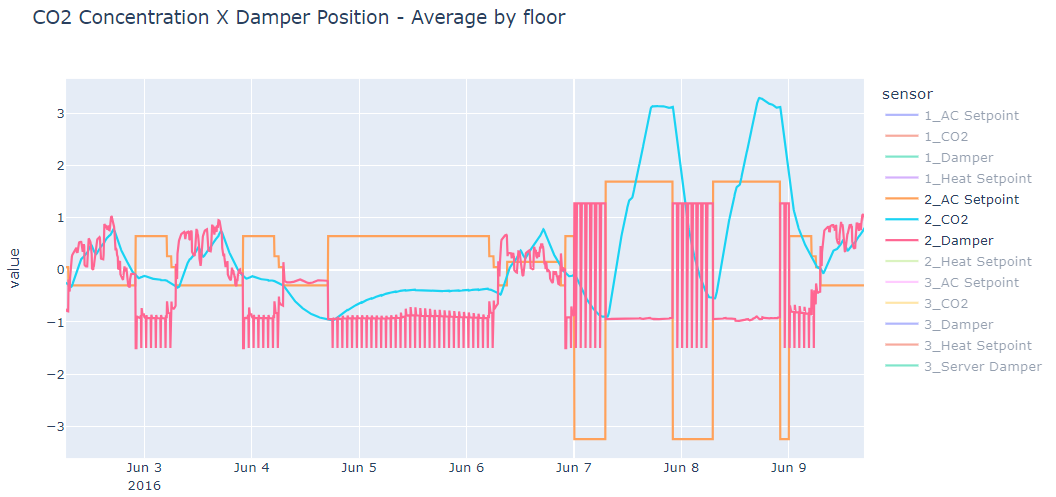 CO2 Concentration X Damper Position - Average by floor
value
3
2
1
0
−1
−2
−3
Jun 3
2016
Jun 4
Jun 5
Jun 6
Jun 7
Jun 8
Jun 9
sensor
1_AC Setpoint
1_CO2
1_Damper
1_Heat Setpoint
2_AC Setpoint
2_CO2
2_Damper
2_Heat Setpoint
3_AC Setpoint
3_CO2
3_Damper
3_Heat Setpoint
3_Server Damper